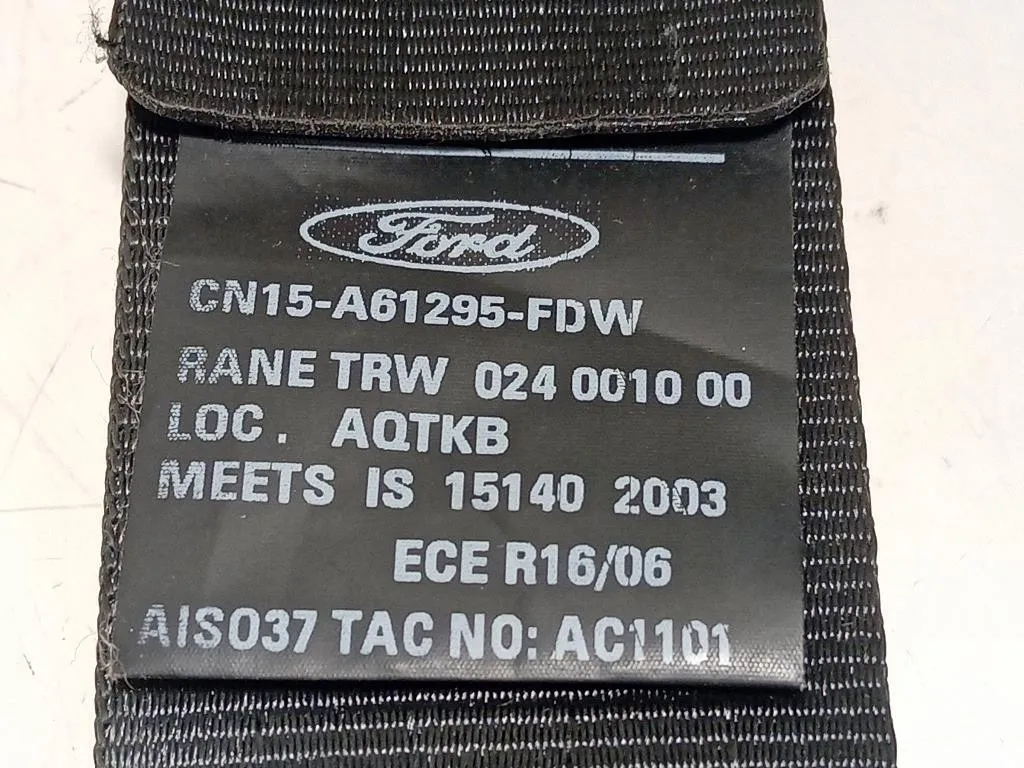 Ford
CN15-A61295-FDW
RANE TRW 024 0010 00
LOC. AQTKB
MEETS IS 15140 2003
ECE R16/06
AIS037 TAC NO: AC1101